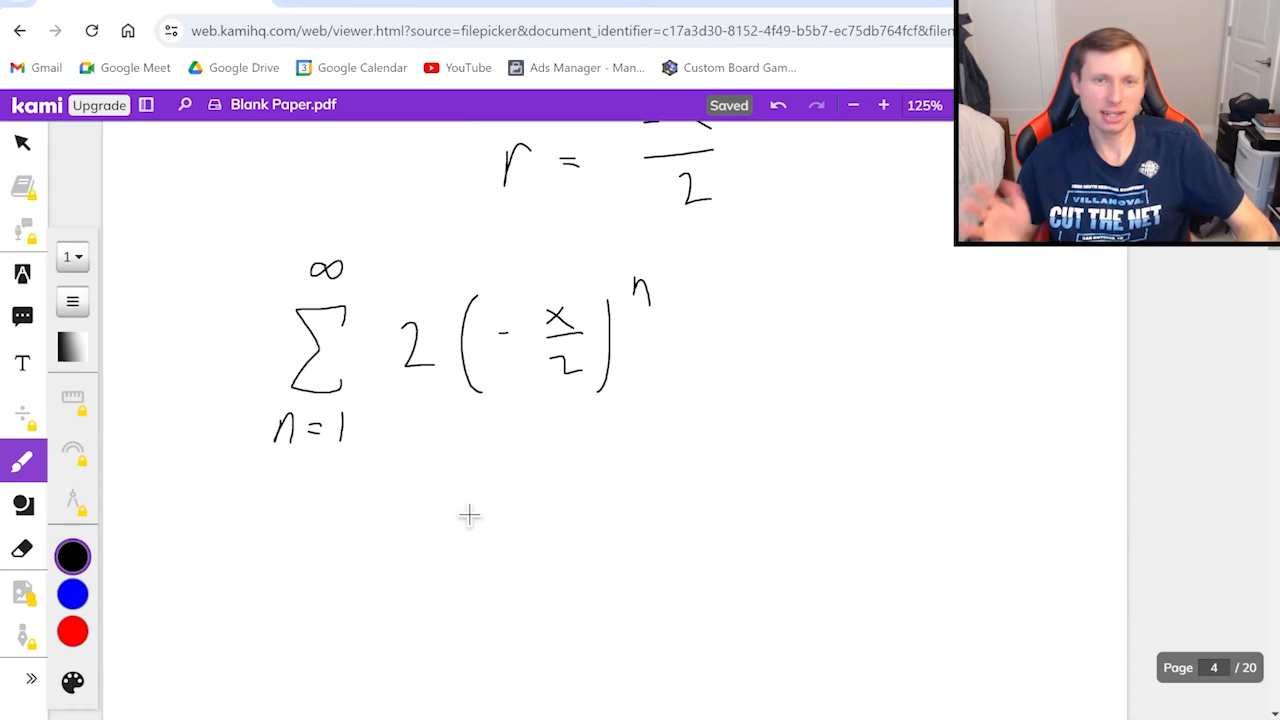 web.kamihq.com/web/viewer.html?source=filepicker&document_identifier=c17a3d30-8152-4f49-b5b7-ec75db764fcf&filen
Gmail Google Meet Google Drive 3 Google Calendar YouTube Ads Manager - Man... Custom Board Gam...
kami Upgrade Blank Paper.pdf Saved 125%
VILLANOVA
CUT THE NET
r = - x / 2
1
∞
∑ 2 ( - x / 2 ) n
n = 1
T
Page 4 / 20